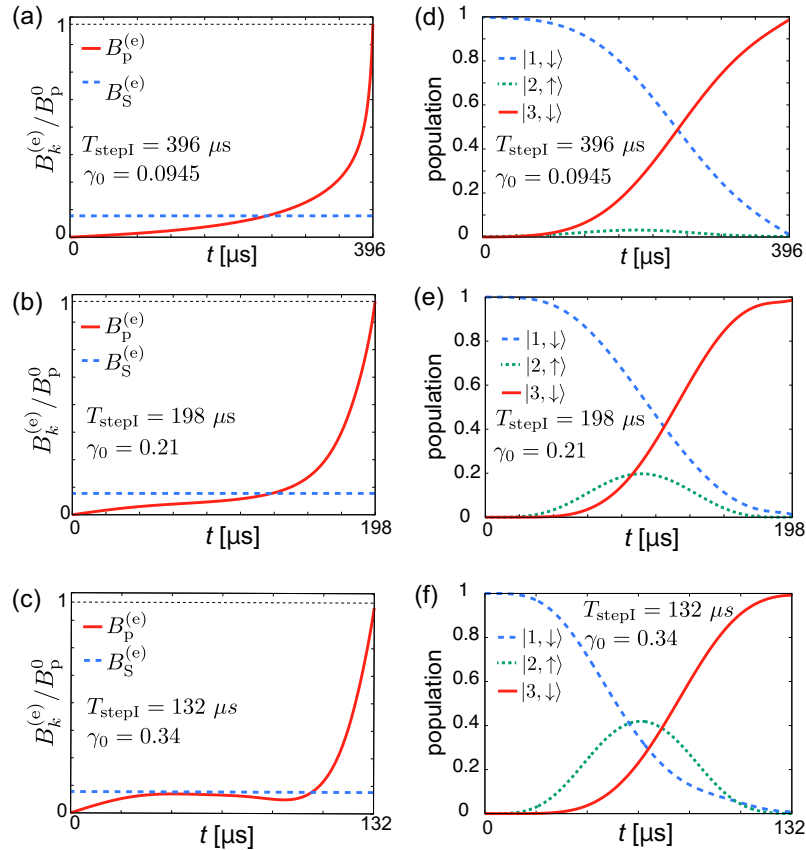 (a)
1
B_p^(e)
B_S^(e)
T_stepI = 396 μs
γ_0 = 0.0945
B_k^(e)/B_p^0
0
0
396
t [μs]
(d)
1
0.8
0.6
0.4
0.2
0
population
|1,↓⟩
|2,↑⟩
|3,↓⟩
T_stepI = 396 μs
γ_0 = 0.0945
0
396
t [μs]
(b)
1
B_p^(e)
B_S^(e)
T_stepI = 198 μs
γ_0 = 0.21
B_k^(e)/B_p^0
0
0
198
t [μs]
(e)
1
0.8
0.6
0.4
0.2
0
population
|1,↓⟩
|2,↑⟩
|3,↓⟩
T_stepI = 198 μs
γ_0 = 0.21
0
198
t [μs]
(c)
1
B_p^(e)
B_S^(e)
T_stepI = 132 μs
γ_0 = 0.34
B_k^(e)/B_p^0
0
0
132
t [μs]
(f)
1
0.8
0.6
0.4
0.2
0
population
T_stepI = 132 μs
γ_0 = 0.34
|1,↓⟩
|2,↑⟩
|3,↓⟩
0
132
t [μs]